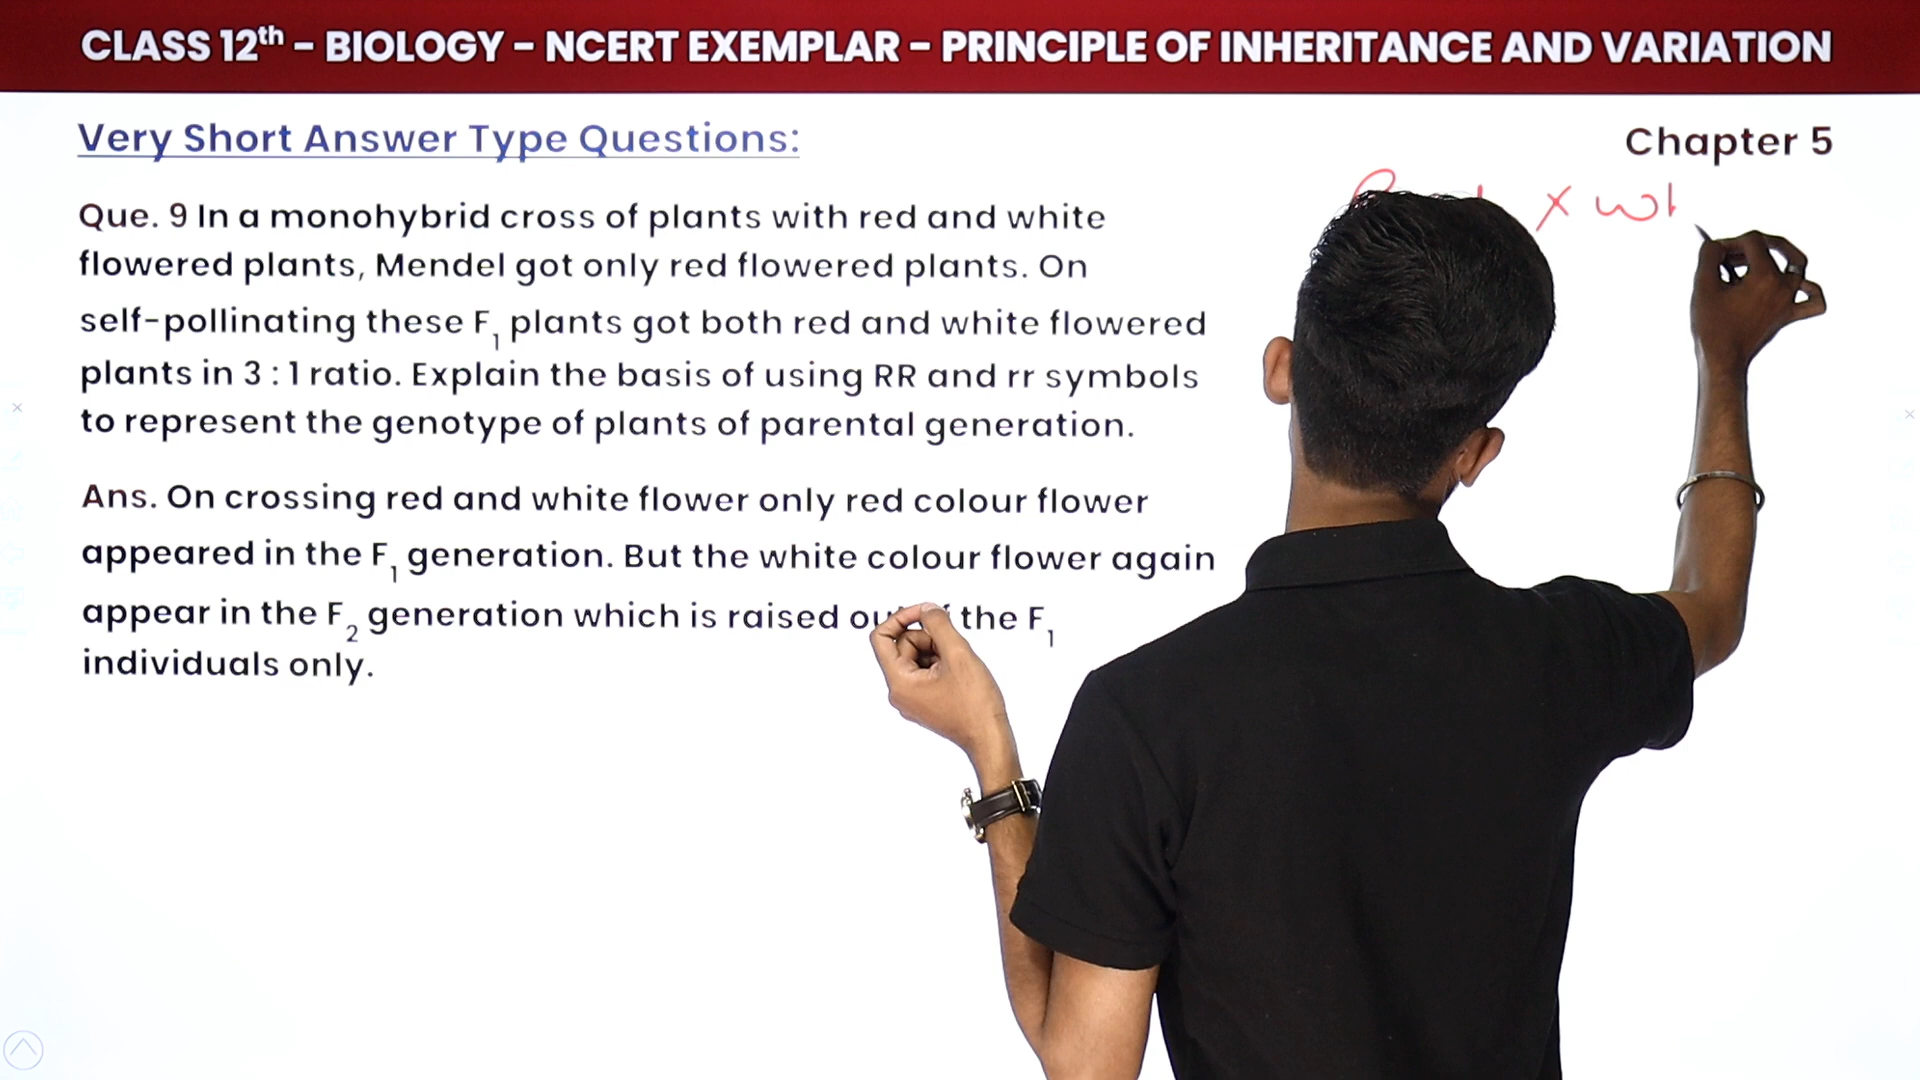 CLASS 12th – BIOLOGY – NCERT EXEMPLAR – PRINCIPLE OF INHERITANCE AND VARIATION
Very Short Answer Type Questions:
Chapter 5
Que. 9 In a monohybrid cross of plants with red and white
flowered plants, Mendel got only red flowered plants. On
self-pollinating these F1 plants got both red and white flowered
plants in 3 : 1 ratio. Explain the basis of using RR and rr symbols
to represent the genotype of plants of parental generation.
Ans. On crossing red and white flower only red colour flower
appeared in the F1 generation. But the white colour flower again
appear in the F2 generation which is raised the F1
individuals only.
x